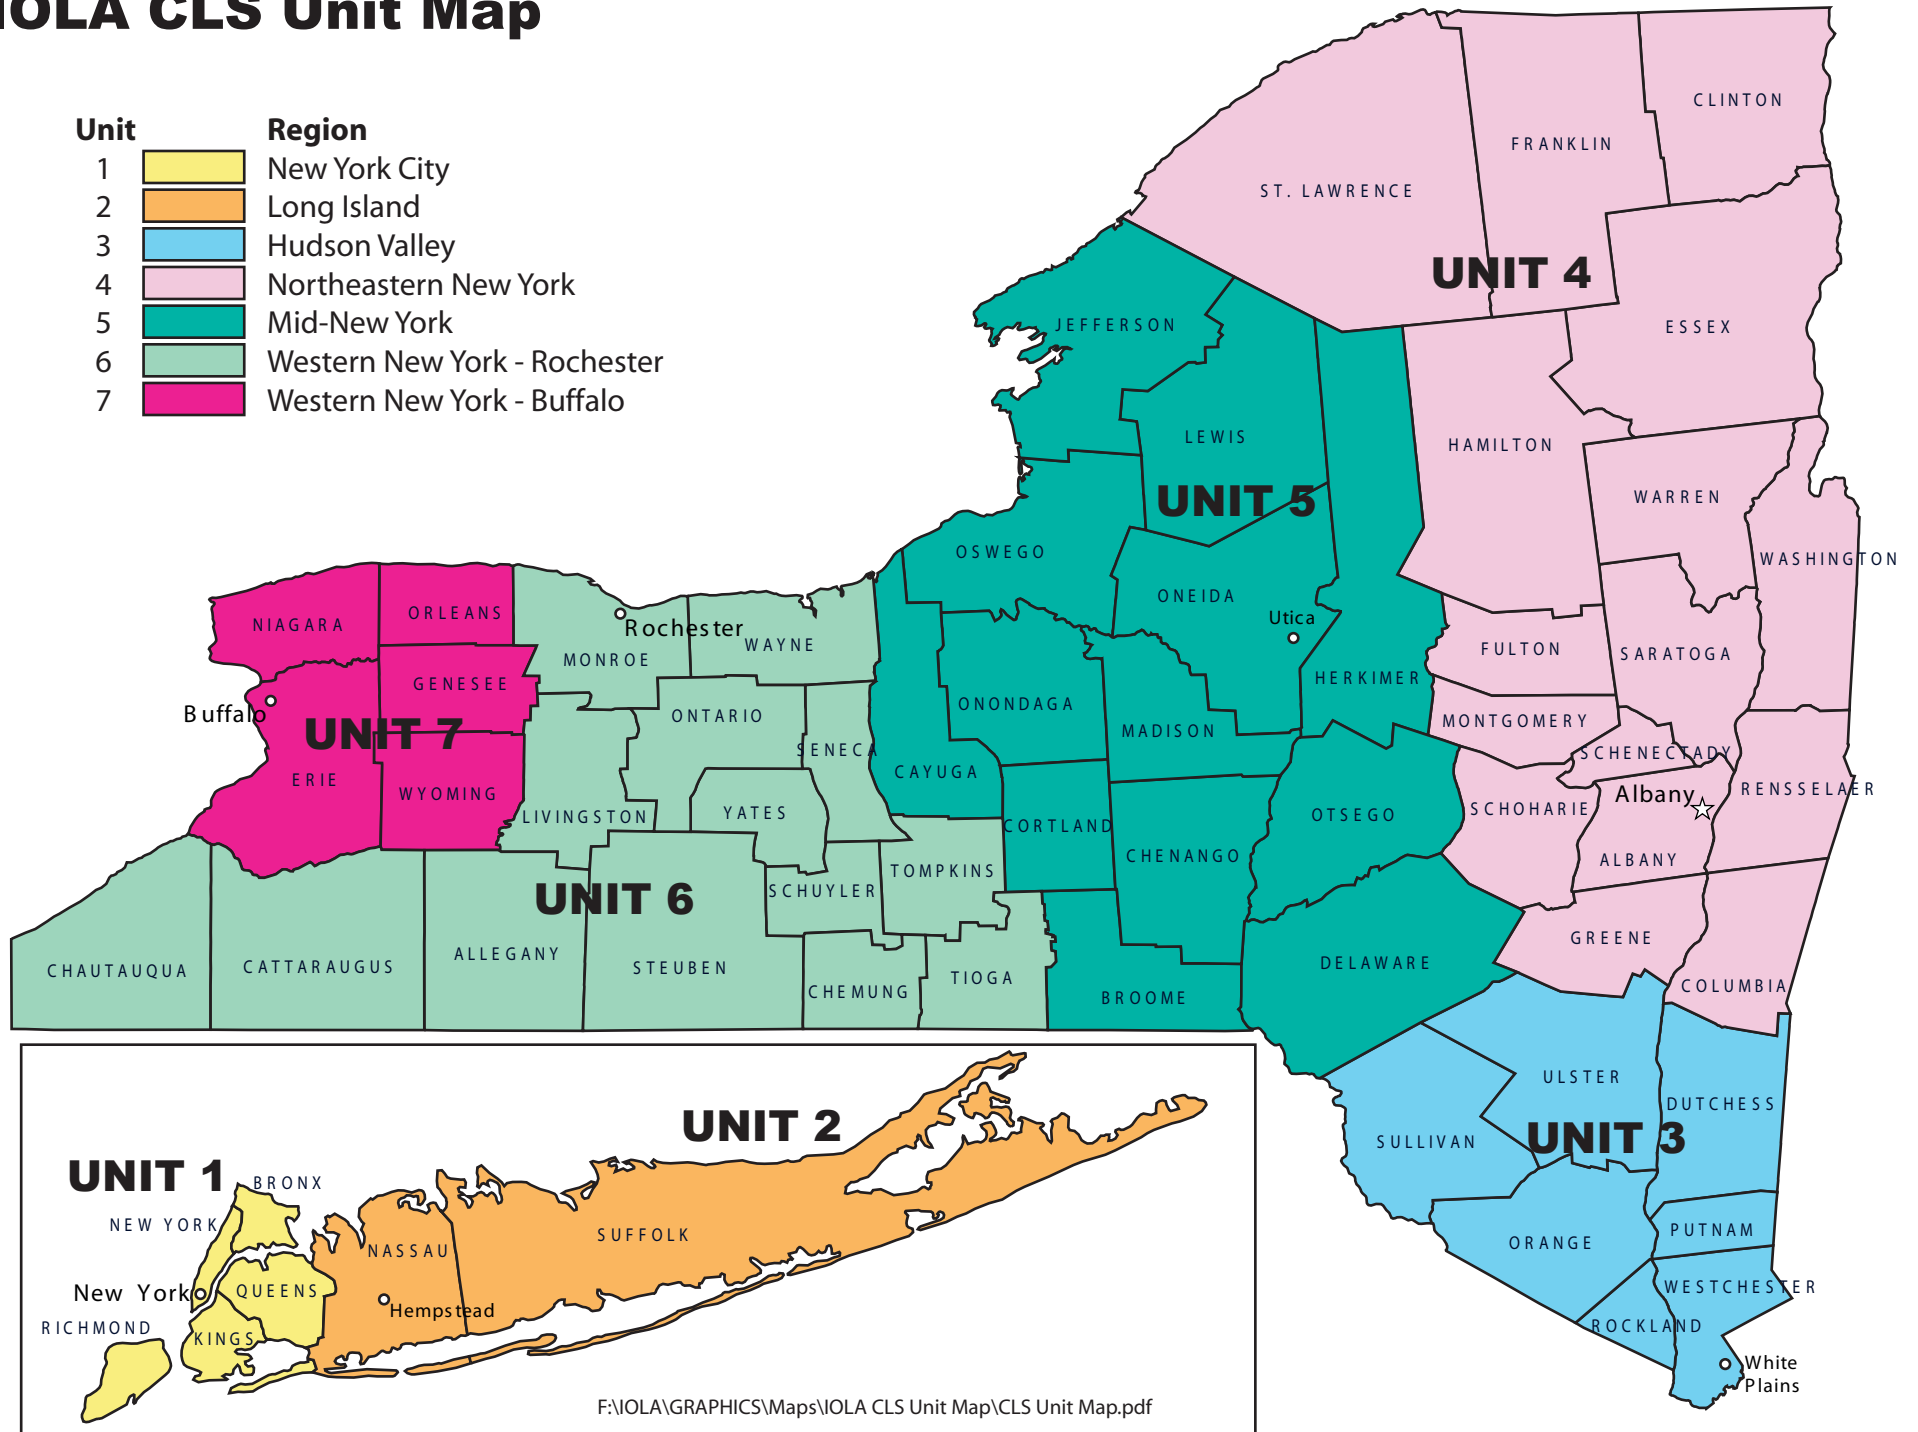 IOLA CLS Unit Map
Unit Region
1 New York City
2 Long Island
3 Hudson Valley
4 Northeastern New York
5 Mid-New York
6 Western New York - Rochester
7 Western New York - Buffalo
CLINTON
FRANKLIN
ST. LAWRENCE
UNIT 4
JEFFERSON
ESSEX
LEWIS
HAMILTON
UNIT 5
WARREN
OSWEGO
WASHINGTON
ONEIDA
Utica
NIAGARA
ORLEANS
Rochester
MONROE
WAYNE
FULTON
SARATOGA
HERKIMER
GENESEE
Buffalo
UNIT 7
ONTARIO
ONONDAGA
MADISON
MONTGOMERY
SENECA
SCHENECTADY
ERIE
CAYUGA
WYOMING
Albany
RENSSELAER
LIVINGSTON
YATES
CORTLAND
OTSEGO
SCHOHARIE
CHENANGO
ALBANY
TOMPKINS
SCHUYLER
UNIT 6
GREENE
CHAUTAUQUA
CATTARAUGUS
ALLEGANY
STEUBEN
CHEMUNG
TIOGA
BROOME
DELAWARE
COLUMBIA
ULSTER
DUTCHESS
SULLIVAN
UNIT 3
UNIT 2
UNIT 1
BRONX
NEW YORK
NASSAU
SUFFOLK
ORANGE
PUTNAM
New York
QUEENS
Hempstead
WESTCHESTER
RICHMOND
KINGS
ROCKLAND
White
Plains
F:\IOLA\GRAPHICS\Maps\IOLA CLS Unit Map\CLS Unit Map.pdf